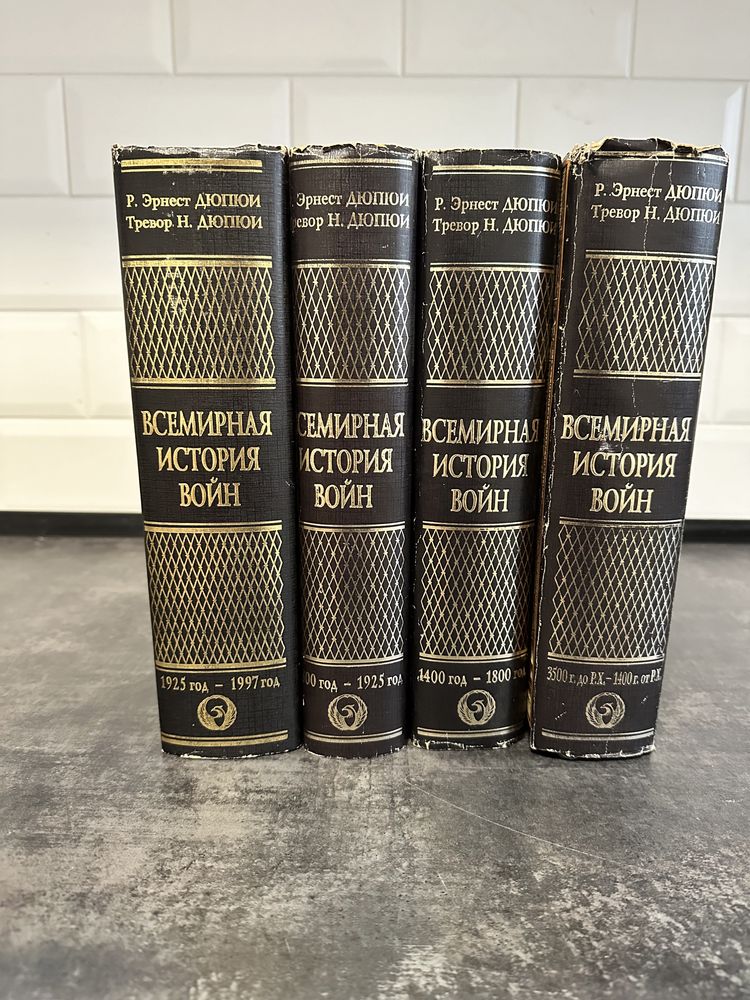 Р. Эрнест ДЮПЮИ
Тревор Н. ДЮПЮИ
ВСЕМИРНАЯ
ИСТОРИЯ
ВОЙН
1925 год – 1997 год
Эрнест ДЮПЮИ
евор Н. ДЮПЮИ
СЕМИРНАЯ
ИСТОРИЯ
ВОЙН
00 год – 1925 год
Р. Эрнест ДЮПЮИ
Тревор Н. ДЮПЮИ
ВСЕМИРНАЯ
ИСТОРИЯ
ВОЙН
1400 год – 1800 год
Р. Эрнест ДЮПЮИ
Тревор Н. ДЮПЮИ
ВСЕМИРНАЯ
ИСТОРИЯ
ВОЙН
3500 г. до Р.Х. – 1400 г. от Р.Х.